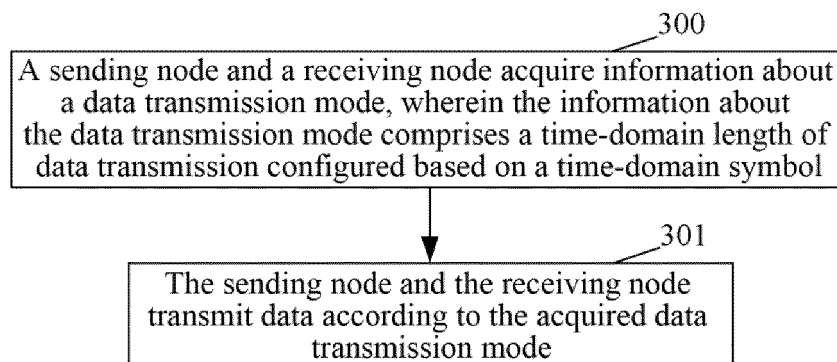 300
A sending node and a receiving node acquire information about
a data transmission mode, wherein the information about
the data transmission mode comprises a time-domain length of
data transmission configured based on a time-domain symbol
301
The sending node and the receiving node
transmit data according to the acquired data
transmission mode